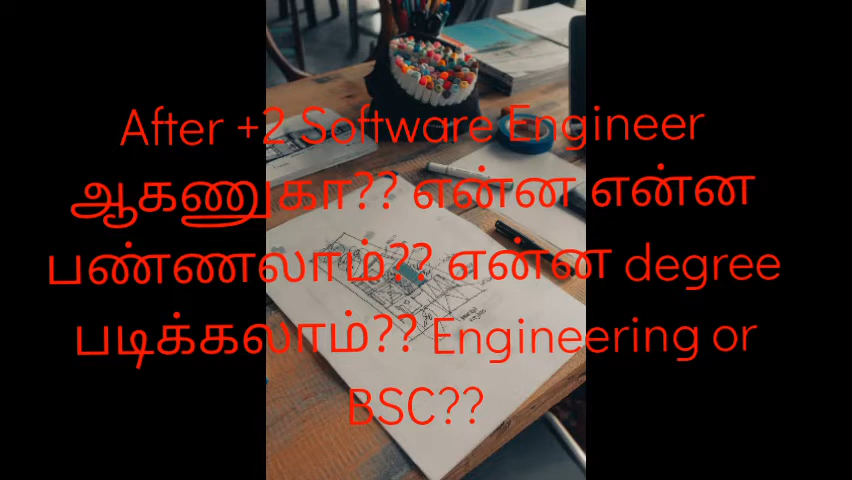 After +2 Software Engineer
ஆகணுகா?? என்ன என்ன
பண்ணலாம்?? என்ன degree
படிக்கலாம்?? Engineering or
BSC??